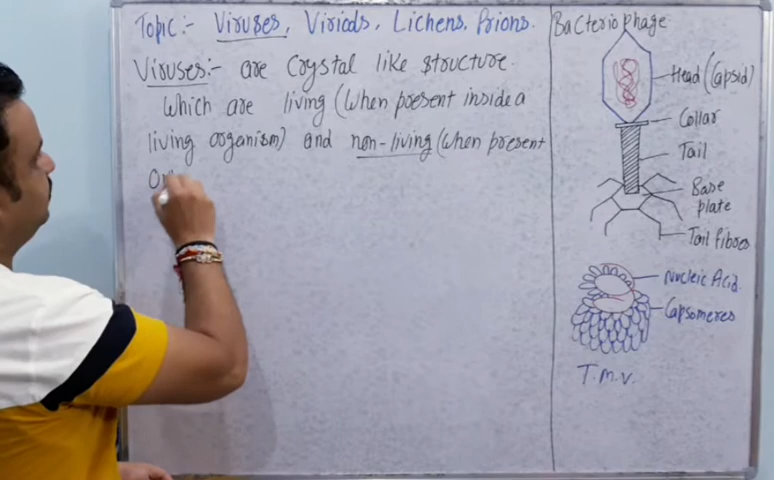 Topic:- Viruses, Viriods, Lichens, Prions.
Viruses:- are Crystal like structure.
Which are living (When present inside a
living organism) and non-living (When present
Bacteriophage
Head (Capsid)
Collar
Tail
Base
plate
Tail fibres
Nucleic Acid.
Capsomeres
T.M.V.